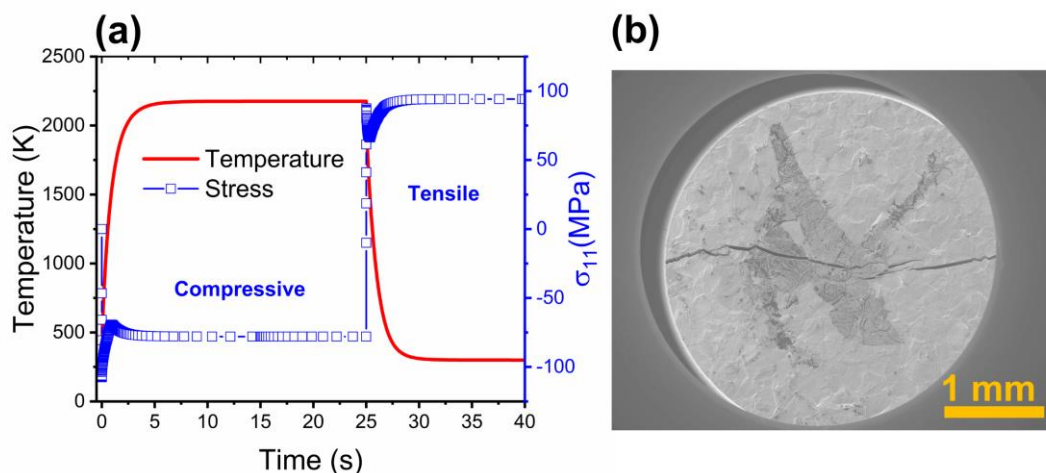 (a)
(b)
2500
2000
1500
1000
500
0
Temperature (K)
0 5 10 15 20 25 30 35 40
Time (s)
100
50
0
-50
-100
σ11(MPa)
Temperature
Stress
Tensile
Compressive
1 mm